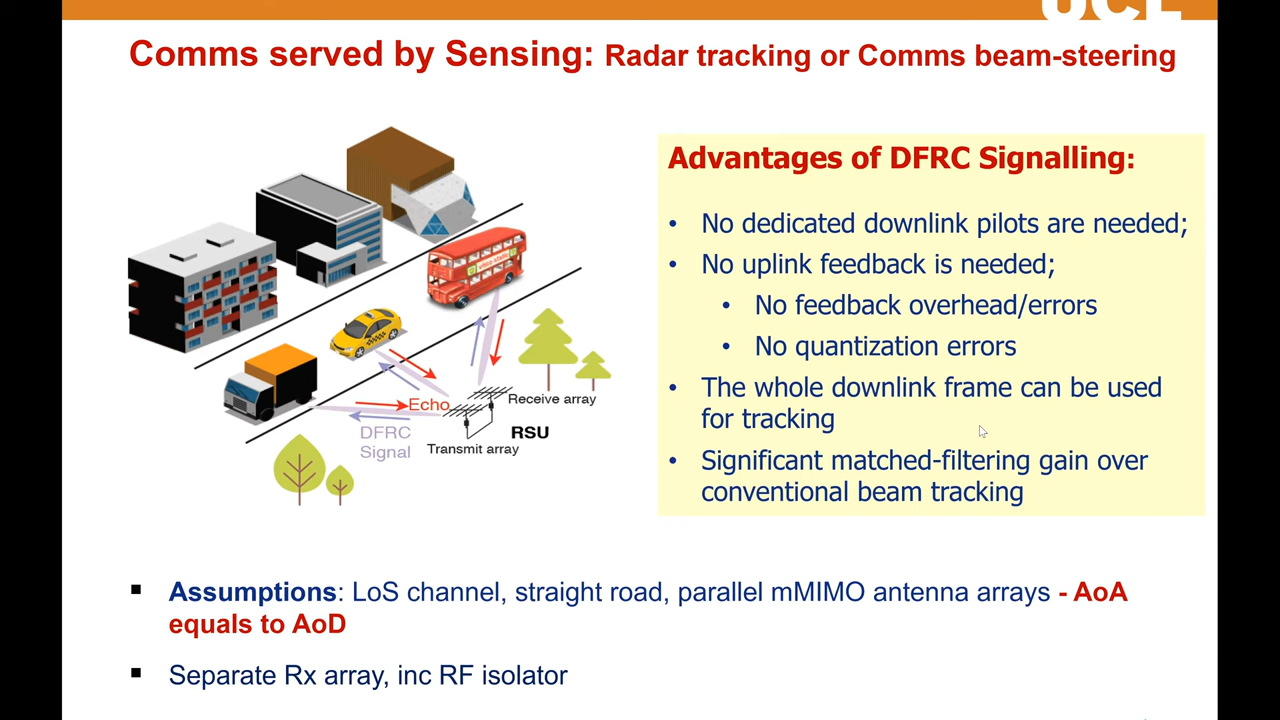 UCL
Comms served by Sensing: Radar tracking or Comms beam-steering
Advantages of DFRC Signalling:
• No dedicated downlink pilots are needed;
• No uplink feedback is needed;
• No feedback overhead/errors
• No quantization errors
• The whole downlink frame can be used
for tracking
• Significant matched-filtering gain over
conventional beam tracking
Echo
Receive array
DFRC
Signal
RSU
Transmit array
▪ Assumptions: LoS channel, straight road, parallel mMIMO antenna arrays - AoA
equals to AoD
▪ Separate Rx array, inc RF isolator